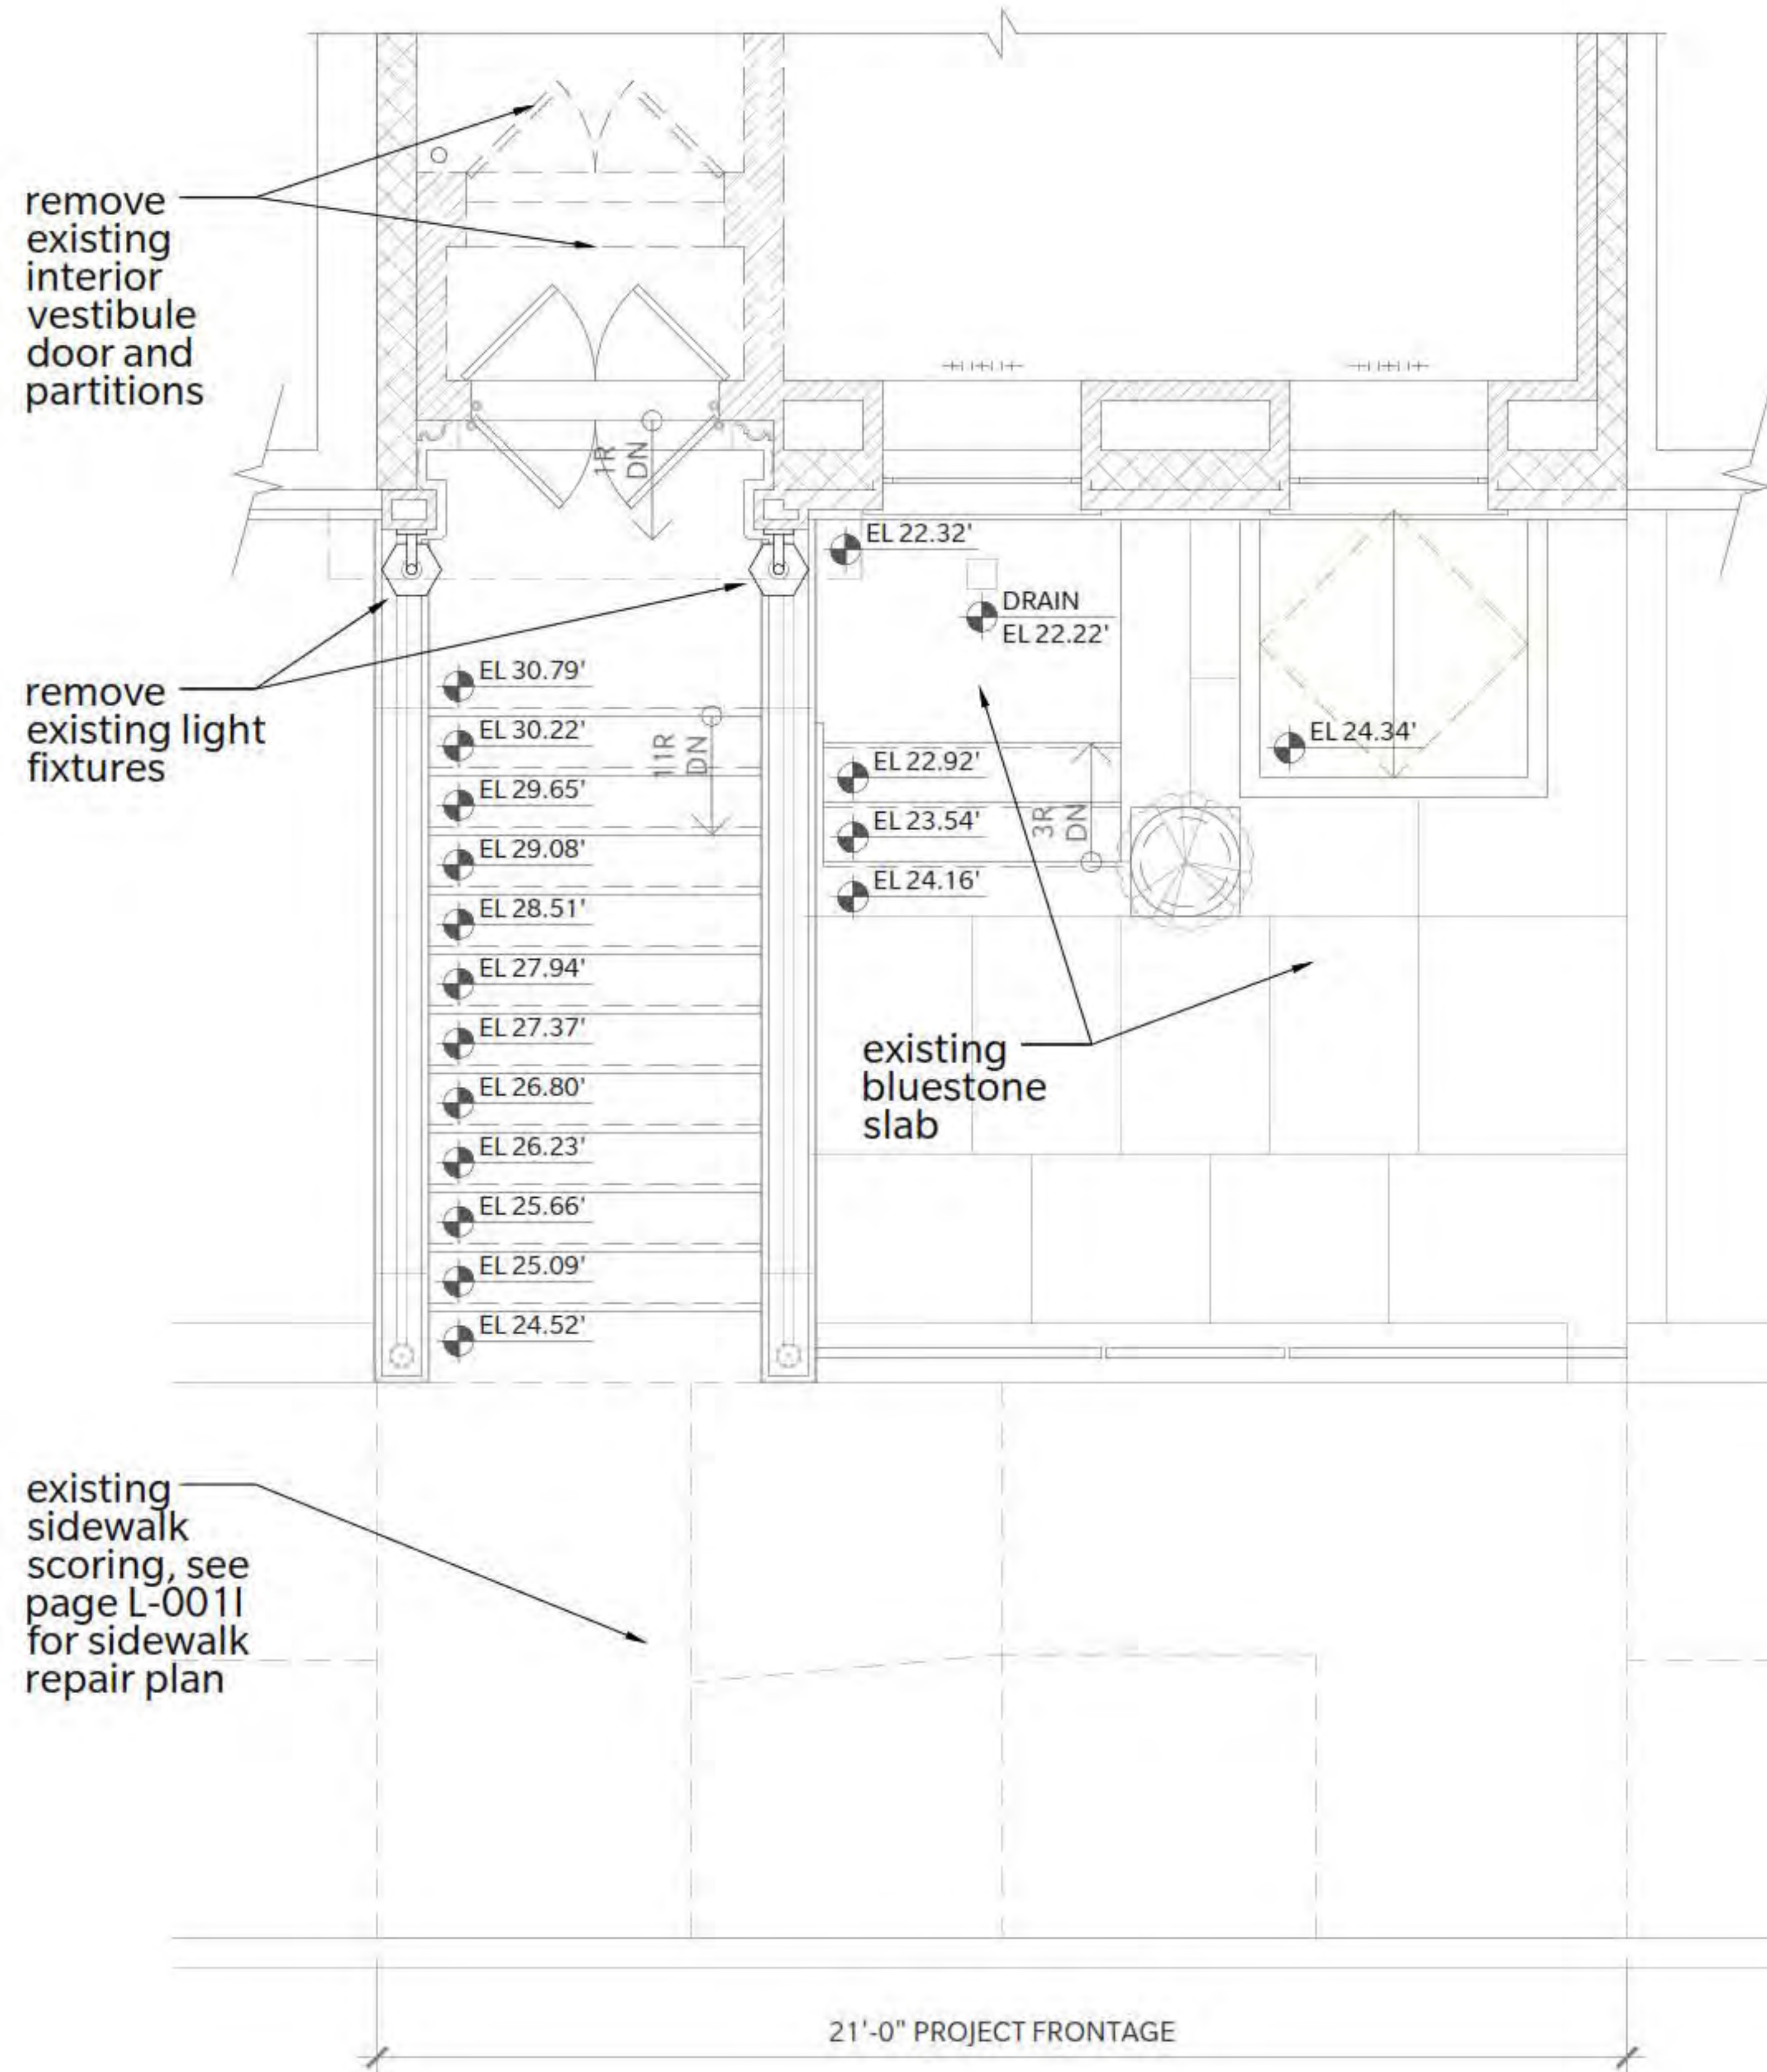 remove
existing
interior
vestibule
door and
partitions
1R
DN
EL 22.32'
DRAIN
EL 22.22'
remove
existing light
fixtures
EL 30.79'
EL 30.22'
EL 29.65'
EL 29.08'
EL 28.51'
EL 27.94'
EL 27.37'
EL 26.80'
EL 26.23'
EL 25.66'
EL 25.09'
EL 24.52'
11R
DN
EL 24.34'
EL 22.92'
EL 23.54'
EL 24.16'
3R
DN
existing
bluestone
slab
existing
sidewalk
scoring, see
page L-001I
for sidewalk
repair plan
21'-0" PROJECT FRONTAGE